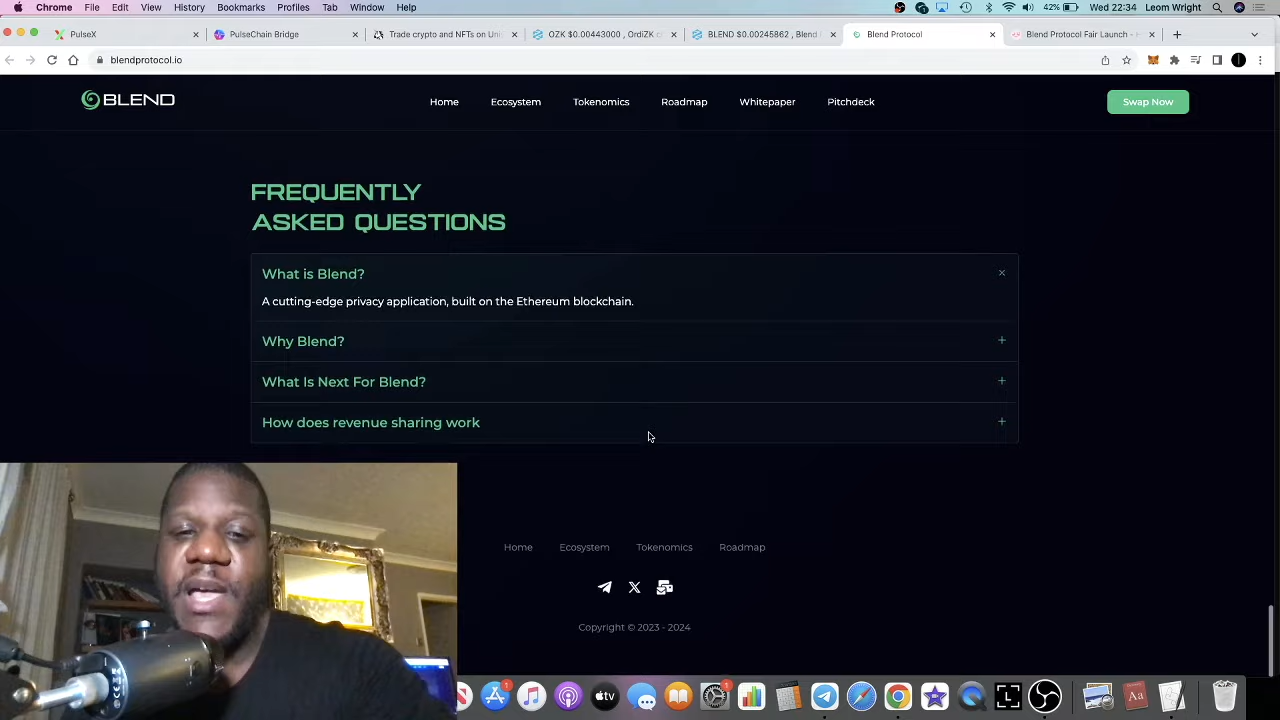 Chrome File Edit View History Bookmarks Profiles Tab Window Help 42% Wed 22:34 Leom Wright
PulseX PulseChain Bridge Trade crypto and NFTs on Uni OZK $0.00443000 , OrdiZK c BLEND $0.00245862 , Blend Blend Protocol Blend Protocol Fair Launch -
blendprotocol.io
BLEND Home Ecosystem Tokenomics Roadmap Whitepaper Pitchdeck Swap Now
FREQUENTLY
ASKED QUESTIONS
What is Blend?
A cutting-edge privacy application, built on the Ethereum blockchain.
Why Blend?
What Is Next For Blend?
How does revenue sharing work
Home Ecosystem Tokenomics Roadmap
Copyright © 2023 - 2024
1 tv 1 Aa